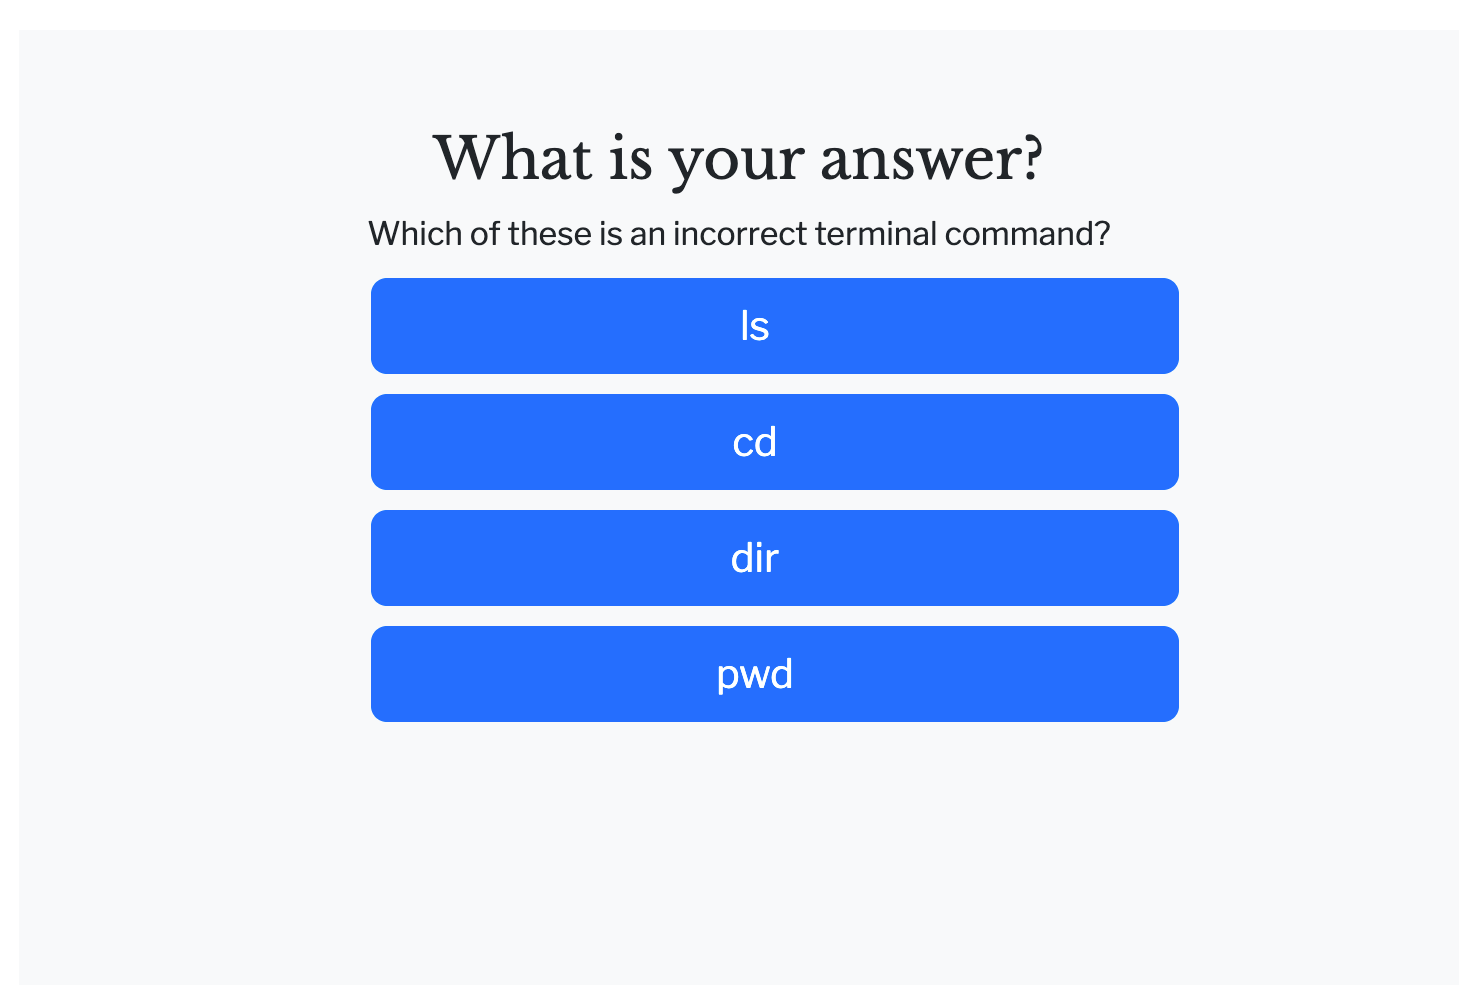 What is your answer?
Which of these is an incorrect terminal command?
ls
cd
dir
pwd